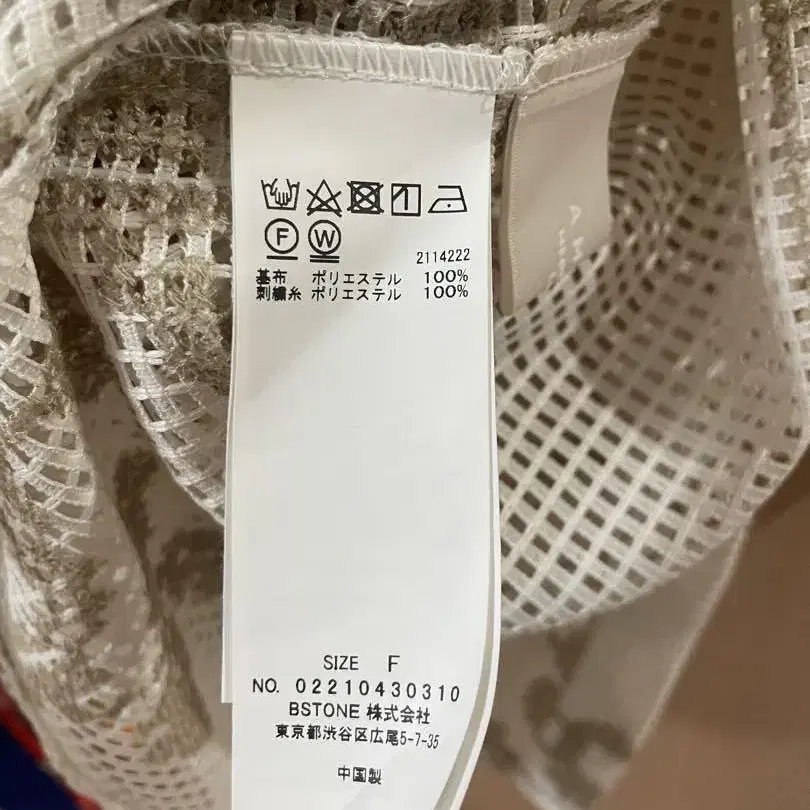 F W
2114222
基布 ポリエステル 100%
刺繍糸 ポリエステル 100%
SIZE F
NO. 02210430310
BSTONE 株式会社
東京都渋谷区広尾5-7-35
中国製